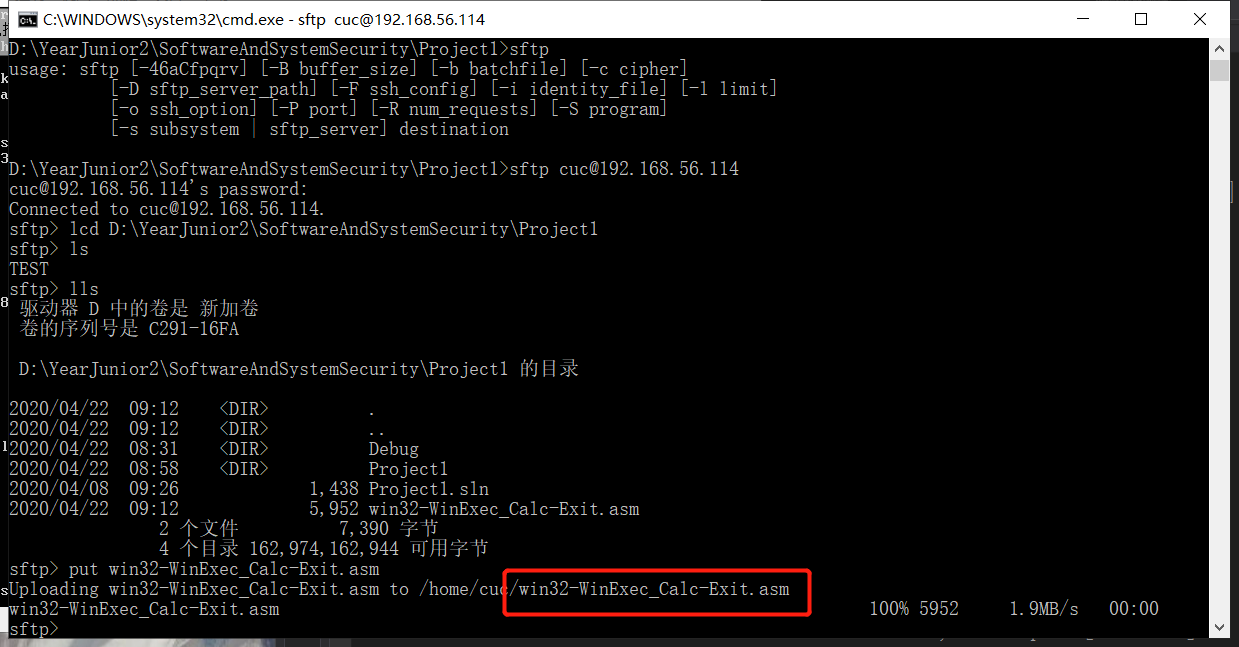 C:\WINDOWS\system32\cmd.exe - sftp cuc@192.168.56.114
D:\YearJunior2\SoftwareAndSystemSecurity\Project1>sftp
usage: sftp [-46aCfpqrv] [-B buffer_size] [-b batchfile] [-c cipher]
          [-D sftp_server_path] [-F ssh_config] [-i identity_file] [-l limit]
          [-o ssh_option] [-P port] [-R num_requests] [-S program]
          [-s subsystem | sftp_server] destination
D:\YearJunior2\SoftwareAndSystemSecurity\Project1>sftp cuc@192.168.56.114
cuc@192.168.56.114's password:
Connected to cuc@192.168.56.114.
sftp> lcd D:\YearJunior2\SoftwareAndSystemSecurity\Project1
sftp> ls
TEST
sftp> lls
 驱动器 D 中的卷是 新加卷
 卷的序列号是 C291-16FA
 D:\YearJunior2\SoftwareAndSystemSecurity\Project1 的目录
2020/04/22  09:12    <DIR>          .
2020/04/22  09:12    <DIR>          ..
2020/04/22  08:31    <DIR>          Debug
2020/04/22  08:58    <DIR>          Project1
2020/04/08  09:26             1,438 Project1.sln
2020/04/22  09:12             5,952 win32-WinExec_Calc-Exit.asm
               2 个文件          7,390 字节
               4 个目录 162,974,162,944 可用字节
sftp> put win32-WinExec_Calc-Exit.asm
Uploading win32-WinExec_Calc-Exit.asm to /home/cuc/win32-WinExec_Calc-Exit.asm
win32-WinExec_Calc-Exit.asm 100% 5952 1.9MB/s 00:00
sftp>